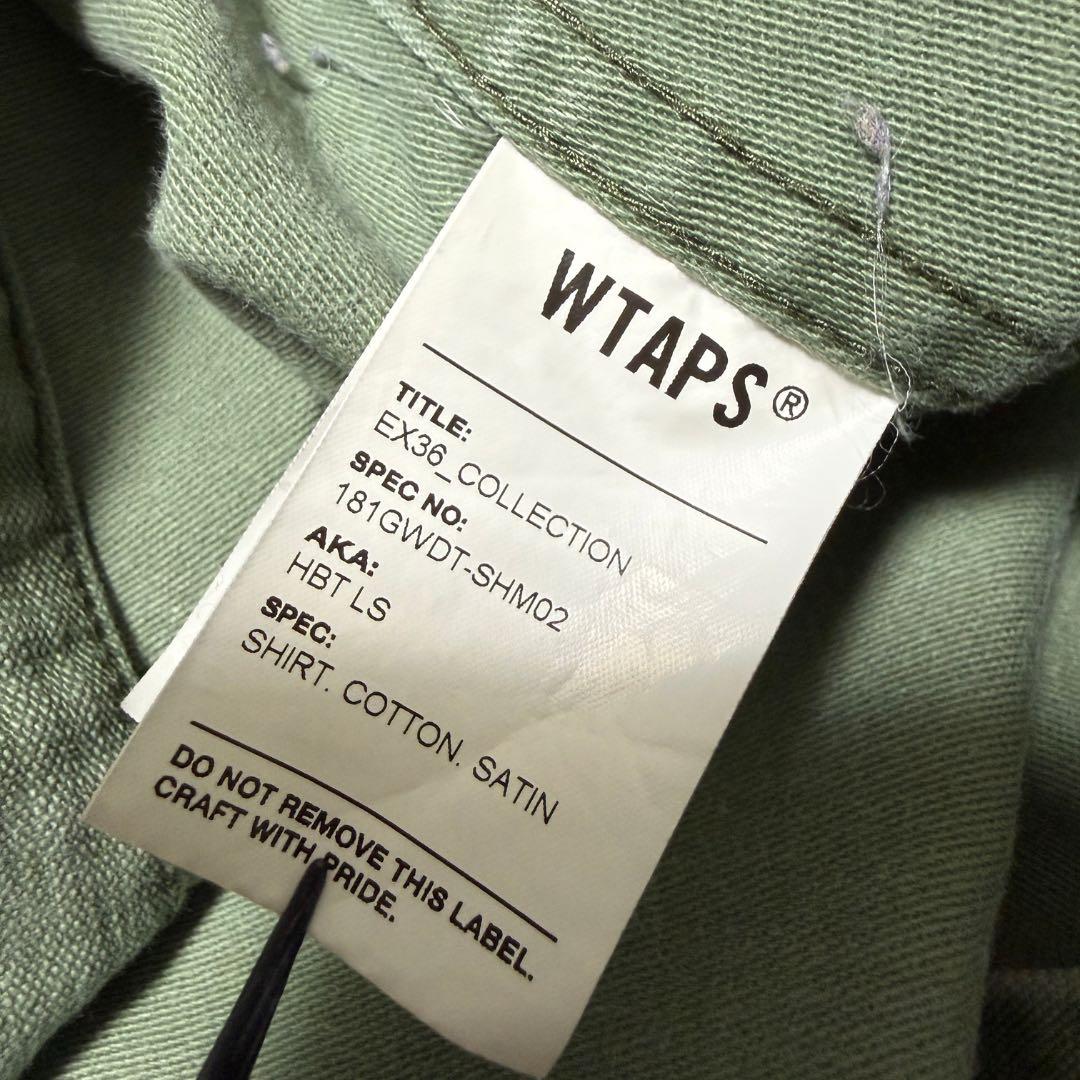 WTAPS®
TITLE:
EX36_COLLECTION
SPEC NO:
181GWDT-SHM02
AKA:
HBT LS
SPEC:
SHIRT. COTTON. SATIN
DO NOT REMOVE THIS LABEL.
CRAFT WITH PRIDE.